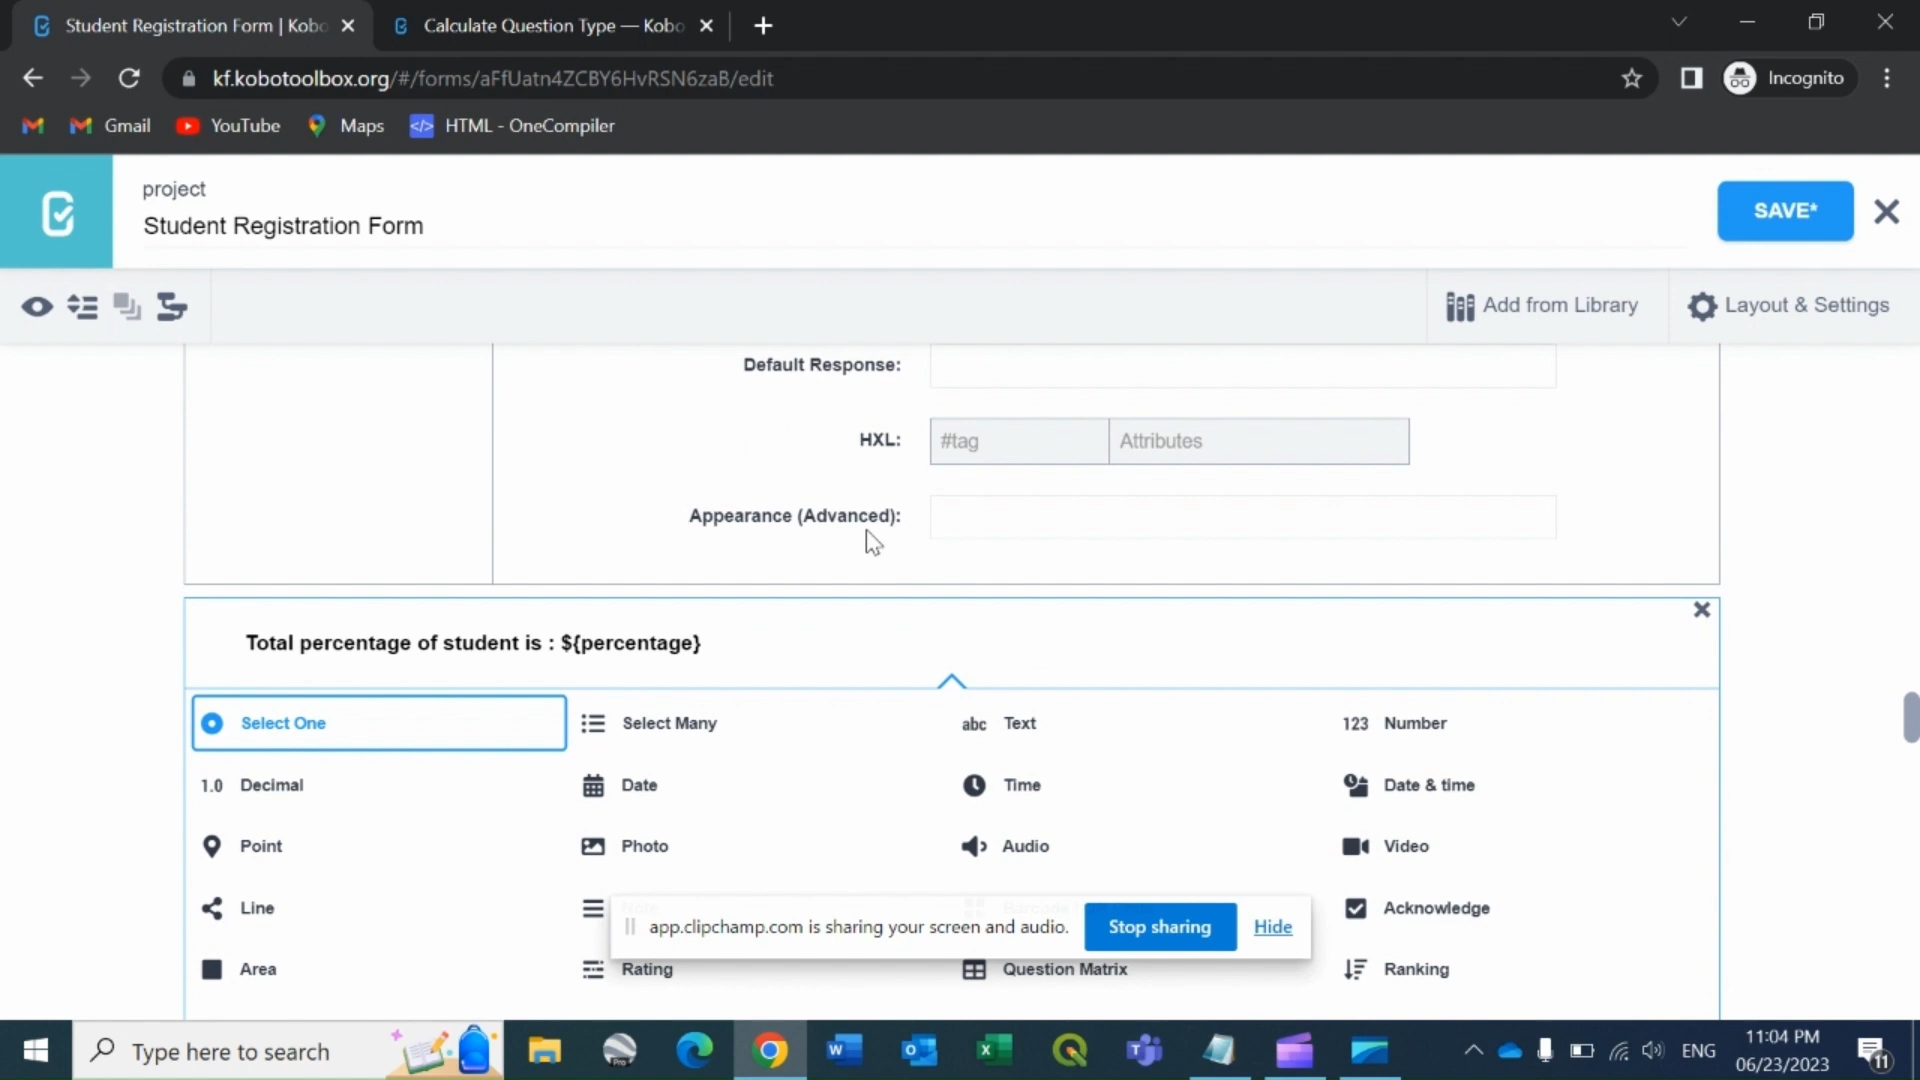 Student Registration Form | Kobo
Calculate Question Type — Kobo
kf.kobotoolbox.org/#/forms/aFfUatn4ZCBY6HvRSN6zaB/edit
Incognito
Gmail
YouTube
Maps
HTML - OneCompiler
project
Student Registration Form
SAVE*
Add from Library
Layout & Settings
Default Response:
HXL:
#tag
Attributes
Appearance (Advanced):
Total percentage of student is : ${percentage}
Select One
Select Many
abc Text
123 Number
1.0 Decimal
Date
Time
Date & time
Point
Photo
Audio
Video
Line
Acknowledge
app.clipchamp.com is sharing your screen and audio.
Stop sharing
Hide
Area
Rating
Question Matrix
Ranking
Type here to search
Pro
ENG
11:04 PM
06/23/2023
11